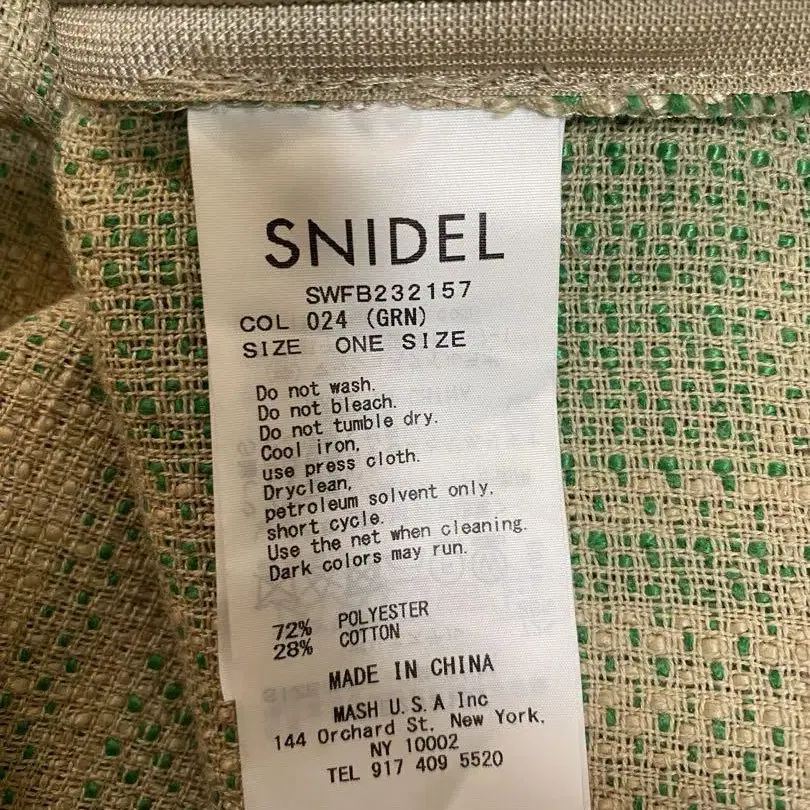 SNIDEL
SWFB232157
COL 024 (GRN)
SIZE ONE SIZE
Do not wash.
Do not bleach.
Do not tumble dry.
Cool iron,
use press cloth.
Dryclean,
petroleum solvent only.
short cycle.
Use the net when cleaning.
Dark colors may run.
72% POLYESTER
28% COTTON
MADE IN CHINA
MASH U.S.A Inc
144 Orchard St. New York.
NY 10002
TEL 917 409 5520